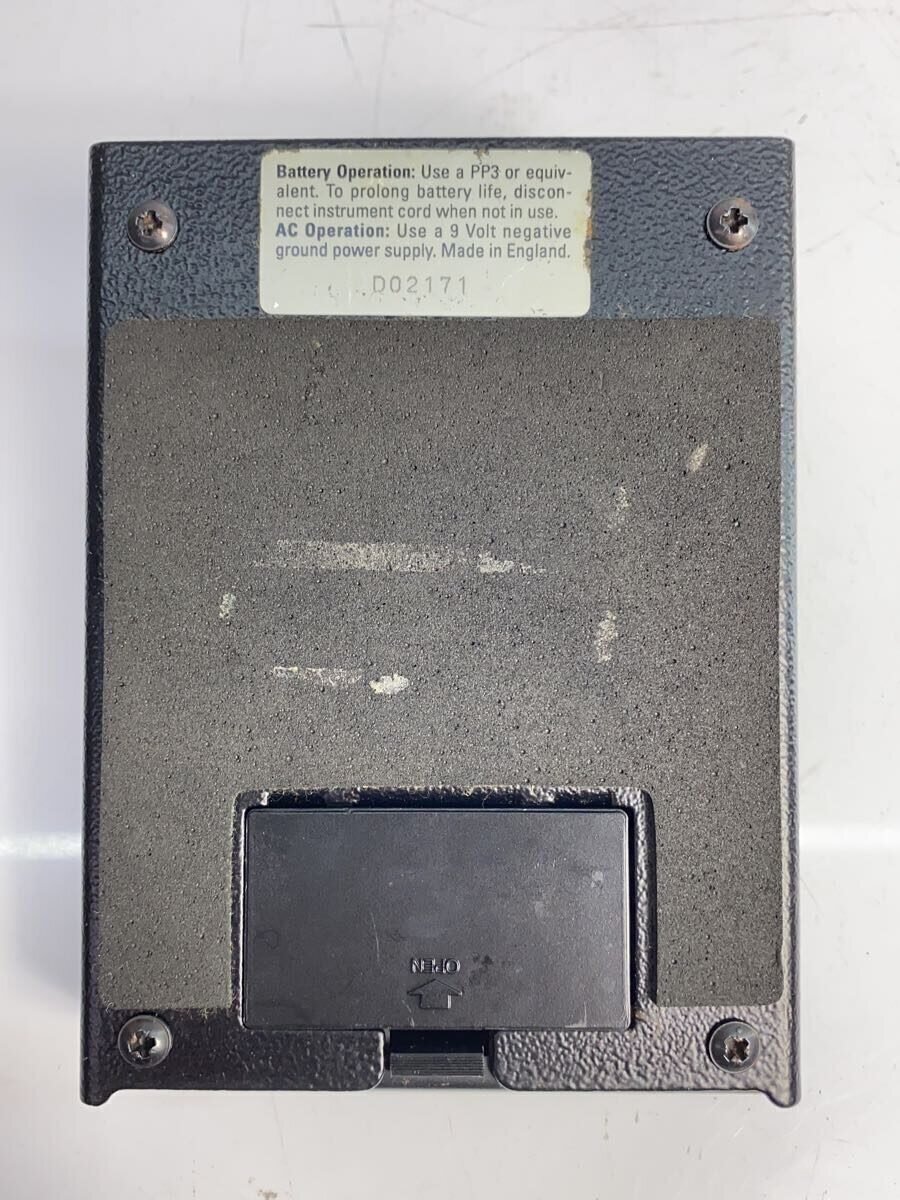 Battery Operation: Use a PP3 or equiv-
alent. To prolong battery life, discon-
nect instrument cord when not in use.
AC Operation: Use a 9 Volt negative
ground power supply. Made in England.
D02171
OPEN